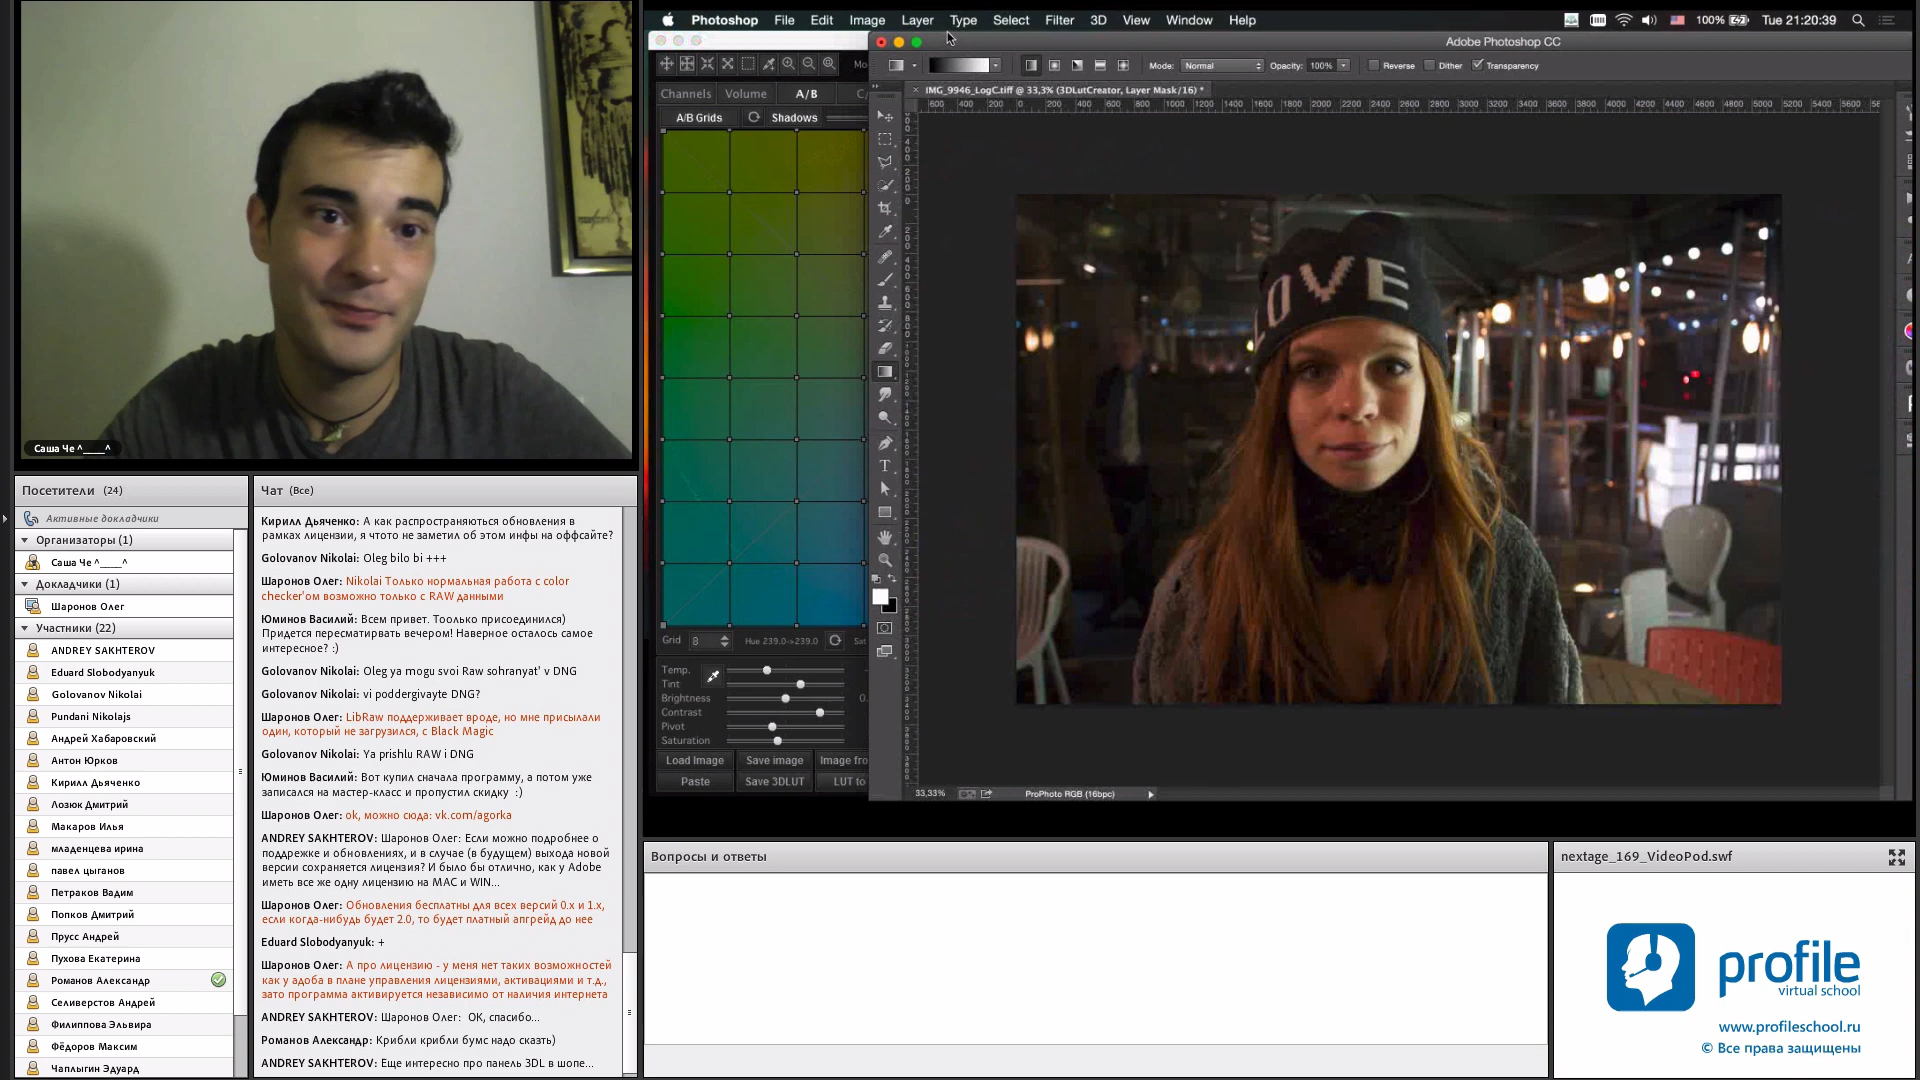 Photoshop File Edit Image Layer Type Select Filter 3D View Window Help
100% Tue 21:20:39
Adobe Photoshop CC
Mode: Normal Opacity: 100% Reverse Dither Transparency
IMG_9946_LogC.tiff @ 33,3% (3DLutCreator, Layer Mask/16) *
Channels Volume A/B
A/B Grids Shadows
Grid 8 Hue 239.0->239.0 Sat
Temp.
Tint
Brightness
Contrast
Pivot
Saturation
Load Image Save image Image fro
Paste Save 3DLUT LUT to
LOVE
33,33% ProPhoto RGB (16bpc)
Саша Че ^____^
Посетители (24)
Активные докладчики
Организаторы (1)
Саша Че ^____^
Докладчики (1)
Шаронов Олег
Участники (22)
ANDREY SAKHTEROV
Eduard Slobodyanyuk
Golovanov Nikolai
Pundani Nikolajs
Андрей Хабаровский
Антон Юрков
Кирилл Дьяченко
Лозюк Дмитрий
Макаров Илья
младенцева ирина
павел цыганов
Петраков Вадим
Попков Дмитрий
Прусс Андрей
Пухова Екатерина
Романов Александр
Селиверстов Андрей
Филиппова Эльвира
Фёдоров Максим
Чаплыгин Эдуард
Чат (Все)
Кирилл Дьяченко: А как распространяються обновления в
рамках лицензии, я чтото не заметил об этом инфы на оффсайте?
Golovanov Nikolai: Oleg bilo bi +++
Шаронов Олег: Nikolai Только нормальная работа с color
checker'ом возможно только с RAW данными
Юминов Василий: Всем привет. Тоолько присоединился)
Придется пересматирвать вечером! Наверное осталось самое
интересное? :)
Golovanov Nikolai: Oleg ya mogu svoi Raw sohranyat' v DNG
Golovanov Nikolai: vi poddergivayte DNG?
Шаронов Олег: LibRaw поддерживает вроде, но мне присылали
один, который не загрузился, с Black Magic
Golovanov Nikolai: Ya prishlu RAW i DNG
Юминов Василий: Вот купил сначала программу, а потом уже
записался на мастер-класс и пропустил скидку :)
Шаронов Олег: ok, можно сюда: vk.com/agorka
ANDREY SAKHTEROV: Шаронов Олег: Если можно подробнее о
поддрежке и обновлениях, и в случае (в будущем) выхода новой
версии сохраняется лицензия? И было бы отлично, как у Adobe
иметь все же одну лицензию на MAC и WIN...
Шаронов Олег: Обновления бесплатны для всех версий 0.x и 1.x,
если когда-нибудь будет 2.0, то будет платный апгрейд до нее
Eduard Slobodyanyuk: +
Шаронов Олег: А про лицензию - у меня нет таких возможностей
как у адоба в плане управления лицензиями, активациями и т.д.,
зато программа активируется независимо от наличия интернета
ANDREY SAKHTEROV: Шаронов Олег: ОК, спасибо...
Романов Александр: Крибли крибли бумс надо сказть)
ANDREY SAKHTEROV: Еще интересно про панель 3DL в шопе...
Вопросы и ответы
nextage_169_VideoPod.swf
profile
virtual school
www.profileschool.ru
© Все права защищены